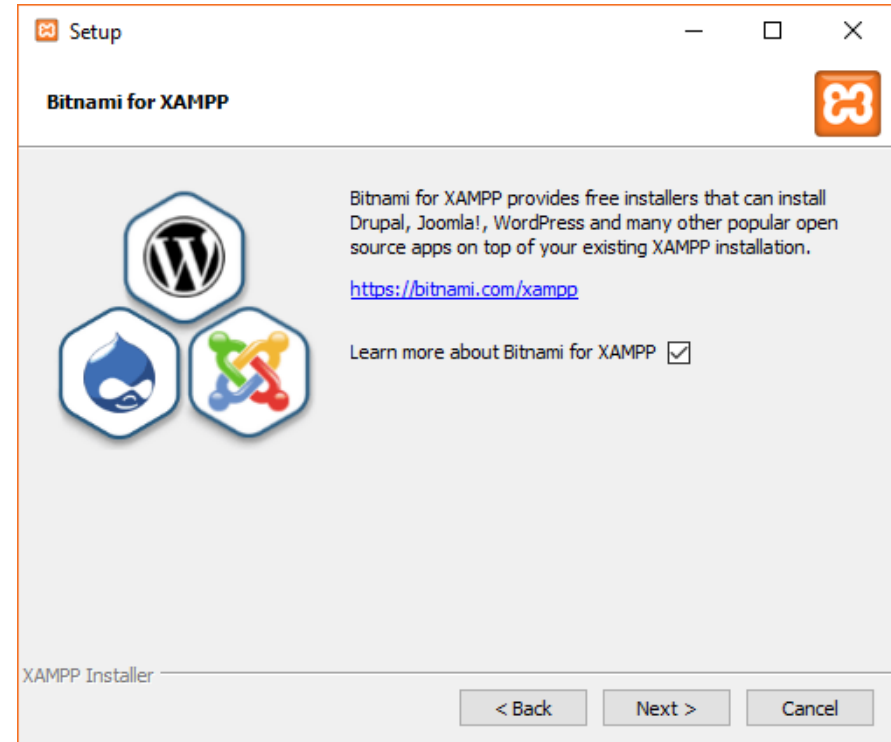 Setup
Bitnami for XAMPP
Bitnami for XAMPP provides free installers that can install
Drupal, Joomla!, WordPress and many other popular open
source apps on top of your existing XAMPP installation.
https://bitnami.com/xampp
Learn more about Bitnami for XAMPP
XAMPP Installer
< Back Next > Cancel